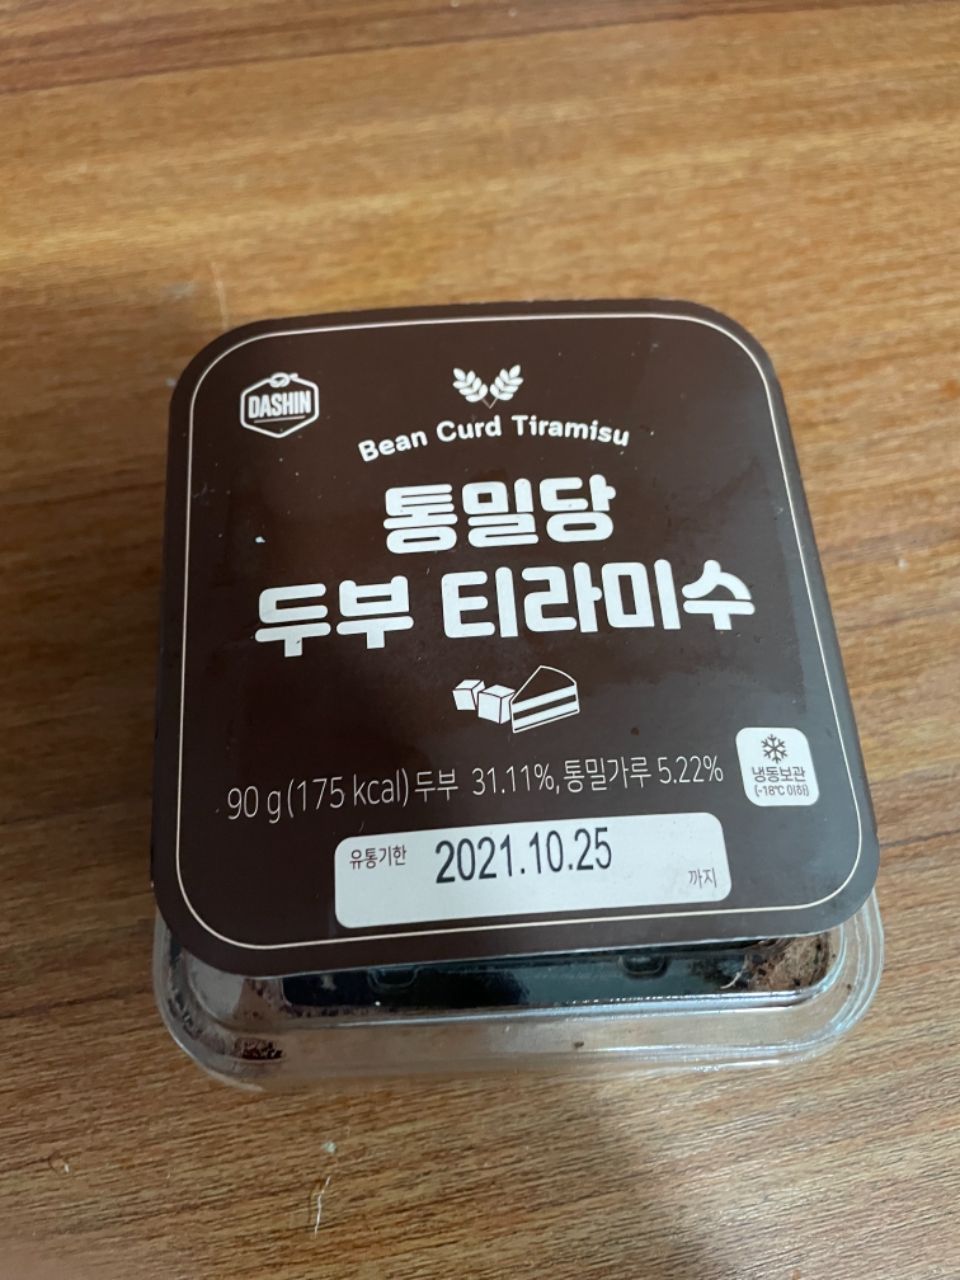 DASHIN
Bean Curd Tiramisu
통밀당
두부 티라미수
90 g (175 kcal) 두부 31.11%, 통밀가루 5.22%
냉동보관
(-18℃ 이하)
유통기한 2021.10.25 까지